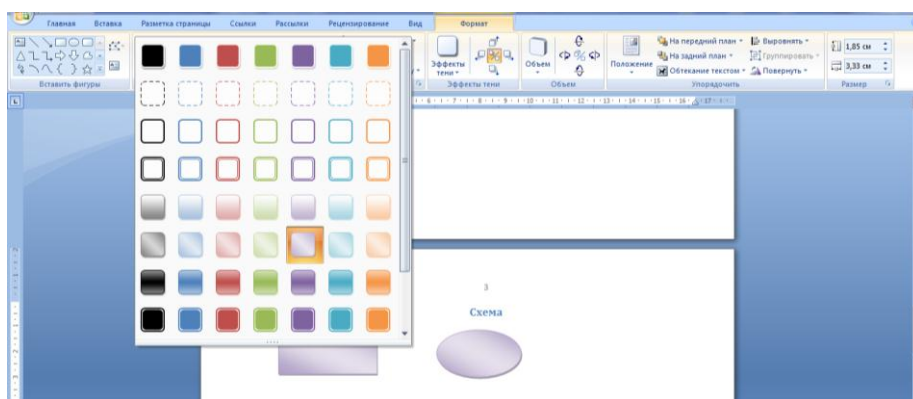 Главная Вставка Разметка страницы Ссылки Рассылки Рецензирование Вид Формат
Эффекты тени
Объем
Положение
На передний план
На задний план
Обтекание текстом
Выровнять
Группировать
Повернуть
1,85 см
3,33 см
Вставить фигуры Эффекты тени Объем Упорядочить Размер
3
Схема